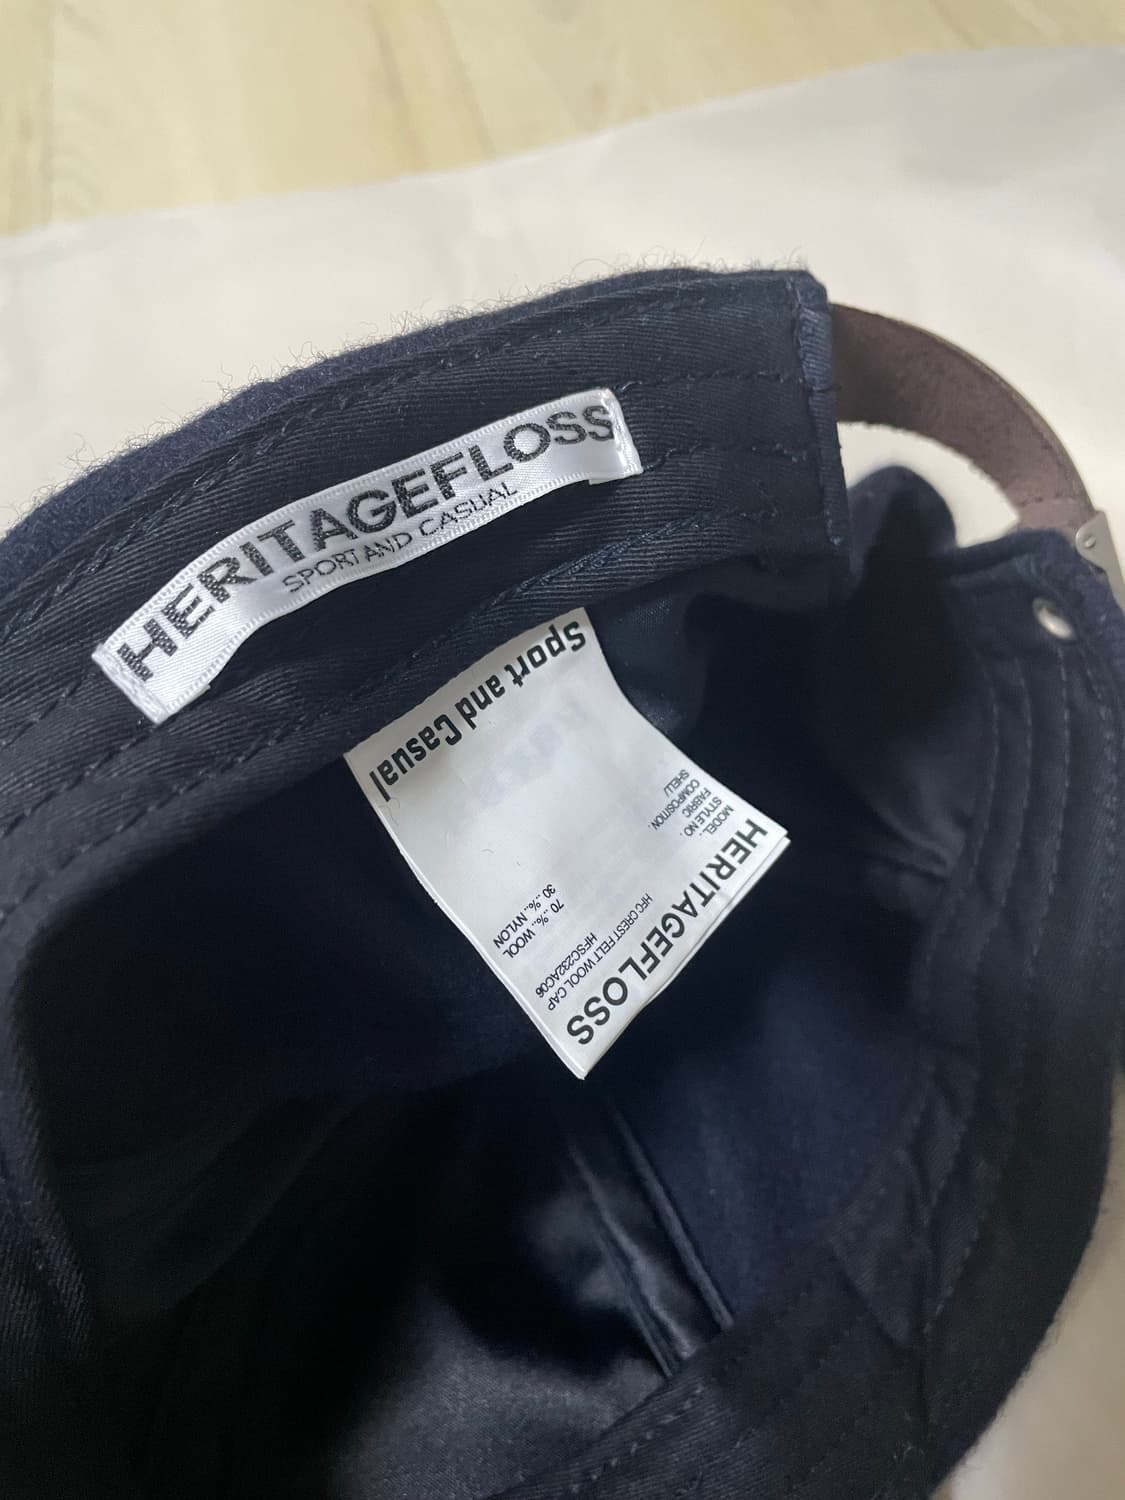 HERITAGEFLOSS
SPORT AND CASUAL
Sport and Casual
HERITAGEFLOSS
MODEL.. HFC CREST FELT WOOL CAP
STYLE NO. HFSC232AC06
FABRIC
COMPOSITION.
SHELL/ 70..%.. WOOL
30..%.. NYLON